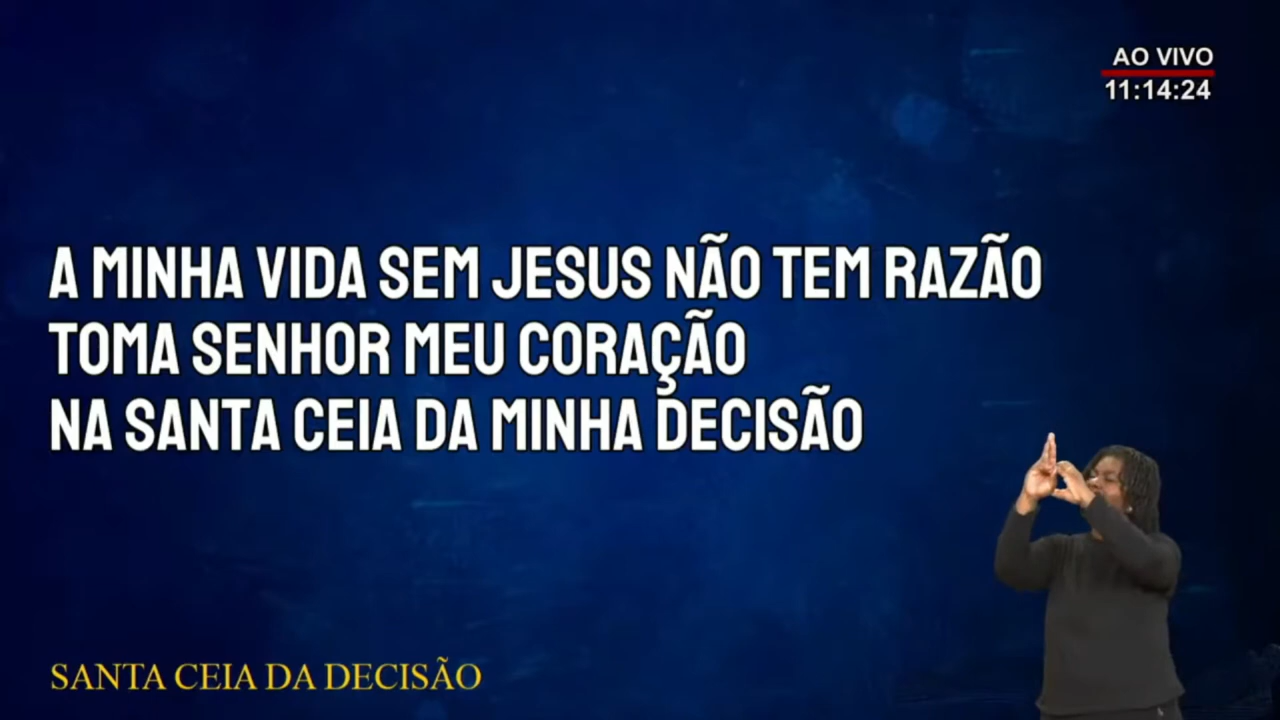 AO VIVO
11:14:24
A MINHA VIDA SEM JESUS NÃO TEM RAZÃO
TOMA SENHOR MEU CORAÇÃO
NA SANTA CEIA DA MINHA DECISÃO
SANTA CEIA DA DECISÃO